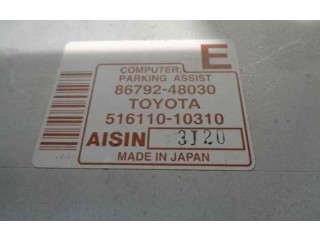 E
COMPUTER,
PARKING ASSIST
86792-48030
TOYOTA
516110-10310
AISIN 3J20
MADE IN JAPAN